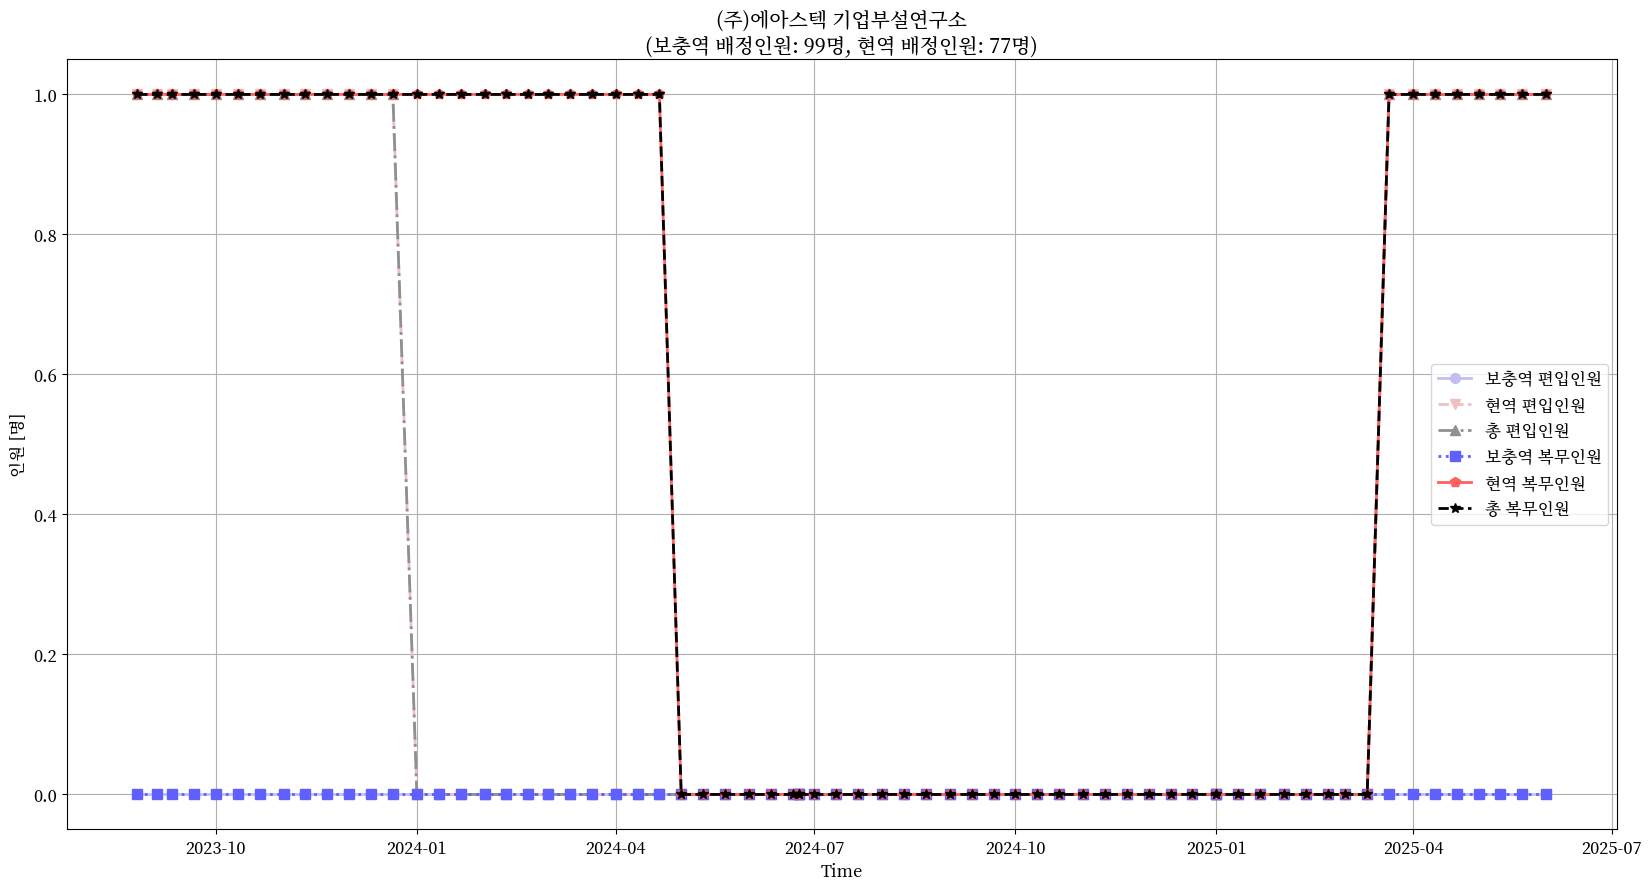 (주)에아스텍 기업부설연구소
(보충역 배정인원: 99명, 현역 배정인원: 77명)
1.0
0.8
0.6
0.4
0.2
0.0
인원 [명]
보충역 편입인원
현역 편입인원
총 편입인원
보충역 복무인원
현역 복무인원
총 복무인원
2023-10
2024-01
2024-04
2024-07
2024-10
2025-01
2025-04
2025-07
Time